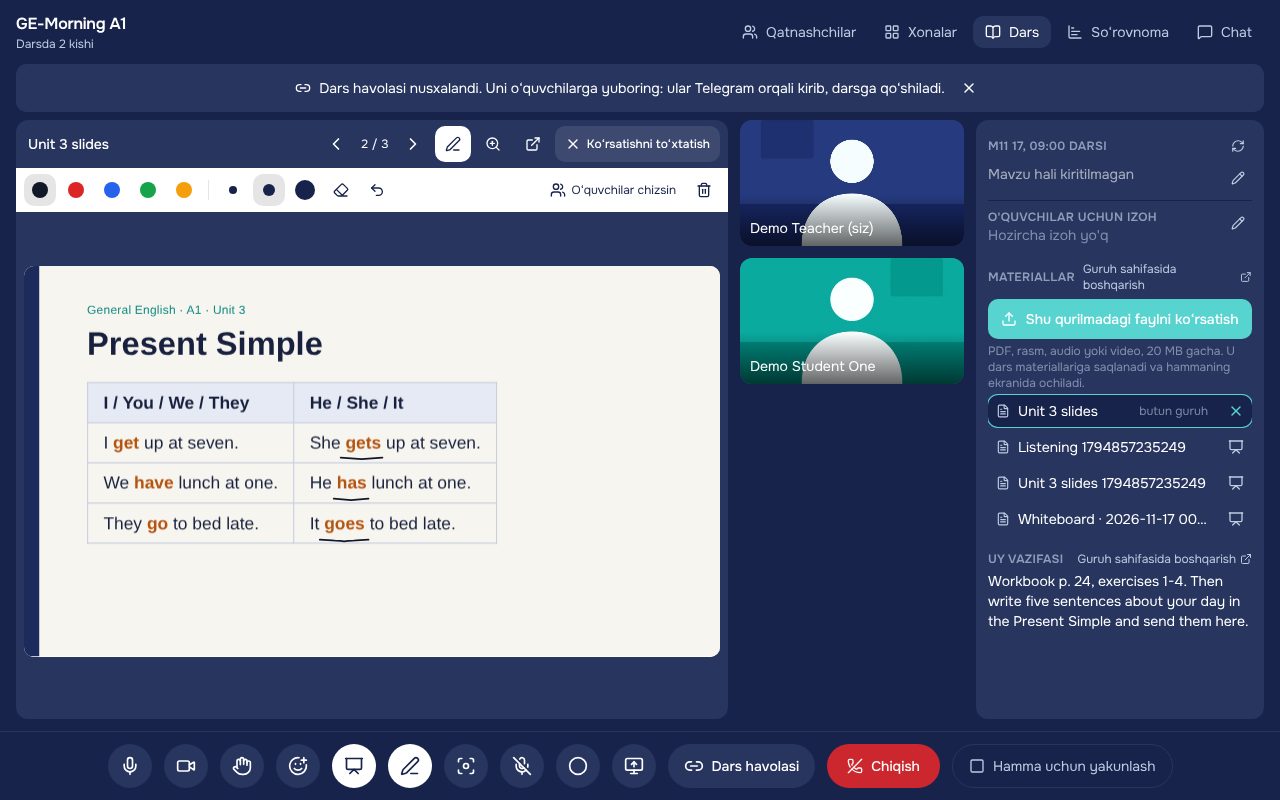 GE-Morning A1
Darsda 2 kishi
Qatnashchilar
Xonalar
Dars
So‘rovnoma
Chat
Dars havolasi nusxalandi. Uni o‘quvchilarga yuboring: ular Telegram orqali kirib, darsga qo‘shiladi.
Unit 3 slides
2 / 3
Ko‘rsatishni to‘xtatish
O‘quvchilar chizsin
General English · A1 · Unit 3
Present Simple
I / You / We / They He / She / It
I get up at seven. She gets up at seven.
We have lunch at one. He has lunch at one.
They go to bed late. It goes to bed late.
Demo Teacher (siz)
Demo Student One
M11 17, 09:00 DARSI
Mavzu hali kiritilmagan
O'QUVCHILAR UCHUN IZOH
Hozircha izoh yo'q
MATERIALLAR
Guruh sahifasida
boshqarish
Shu qurilmadagi faylni ko‘rsatish
PDF, rasm, audio yoki video, 20 MB gacha. U
dars materiallariga saqlanadi va hammaning
ekranida ochiladi.
Unit 3 slides butun guruh
Listening 1794857235249
Unit 3 slides 1794857235249
Whiteboard · 2026-11-17 00...
UY VAZIFASI
Guruh sahifasida boshqarish
Workbook p. 24, exercises 1-4. Then
write five sentences about your day in
the Present Simple and send them here.
Dars havolasi
Chiqish
Hamma uchun yakunlash